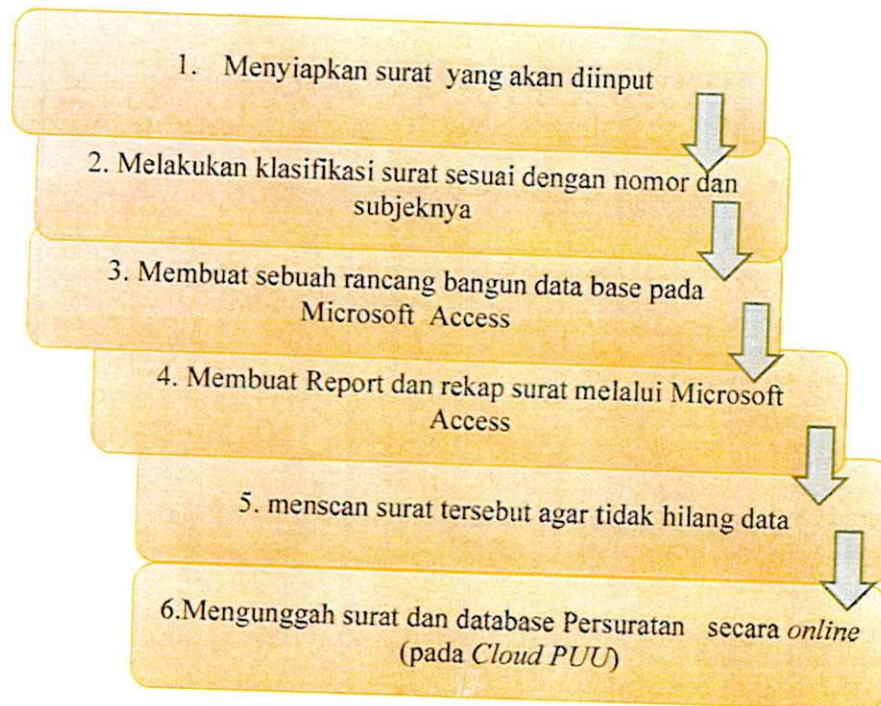 1. Menyiapkan surat yang akan diinput
2. Melakukan klasifikasi surat sesuai dengan nomor dan
subjeknya
3. Membuat sebuah rancang bangun data base pada
Microsoft Access
4. Membuat Report dan rekap surat melalui Microsoft
Access
5. menscan surat tersebut agar tidak hilang data
6.Mengunggah surat dan database Persuratan secara online
(pada Cloud PUU)